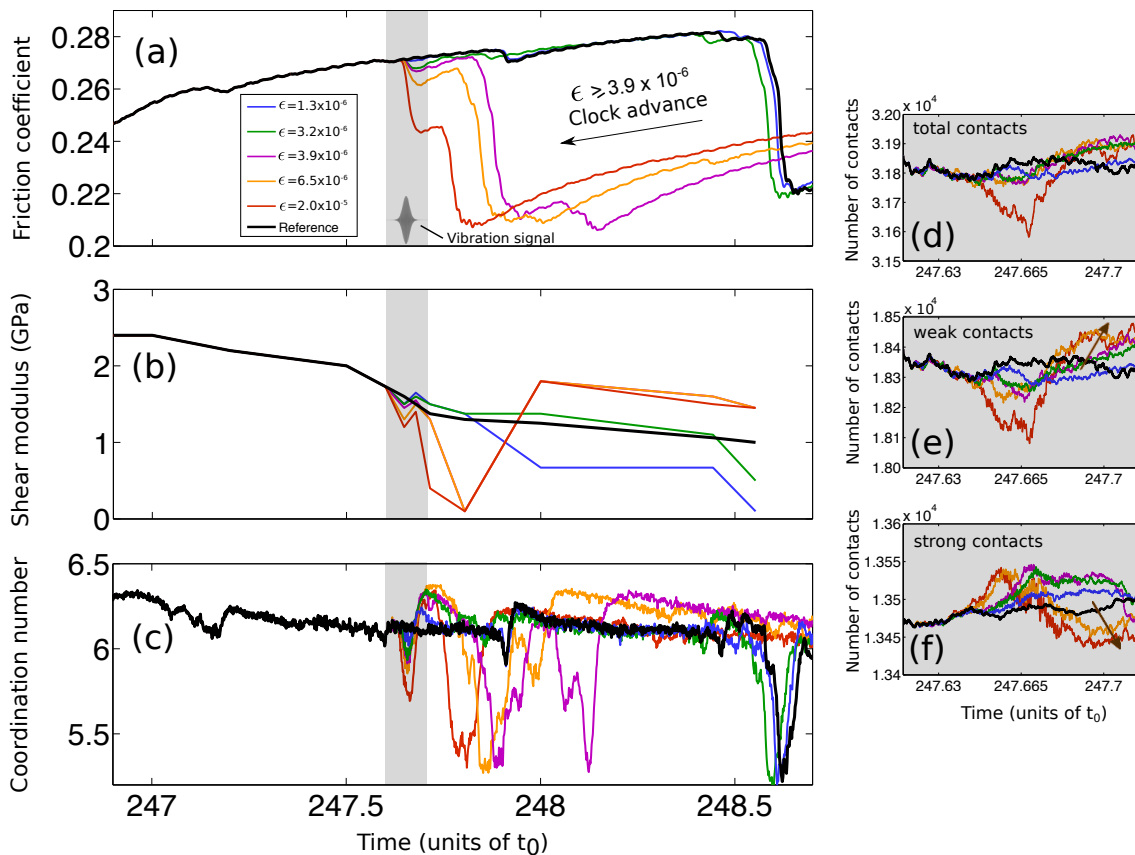 0.28
0.26
0.24
0.22
0.2
Friction coefficient
(a)
ϵ=1.3x10-6
ϵ=3.2x10-6
ϵ=3.9x10-6
ϵ=6.5x10-6
ϵ=2.0x10-5
Reference
ϵ ⩾ 3.9 x 10-6
Clock advance
Vibration signal
3
2
1
0
Shear modulus (GPa)
(b)
6.5
6
5.5
Coordination number
(c)
247
247.5
248
248.5
Time (units of t0)
x 10^4
3.20
3.19
3.18
3.17
3.16
3.15
Number of contacts
total contacts
(d)
247.63
247.665
247.7
x 10^4
1.85
1.84
1.83
1.82
1.81
1.80
Number of contacts
weak contacts
(e)
247.63
247.665
247.7
x 10^4
1.36
1.355
1.35
1.345
1.34
Number of contacts
strong contacts
(f)
247.63
247.665
247.7
Time (units of t0)